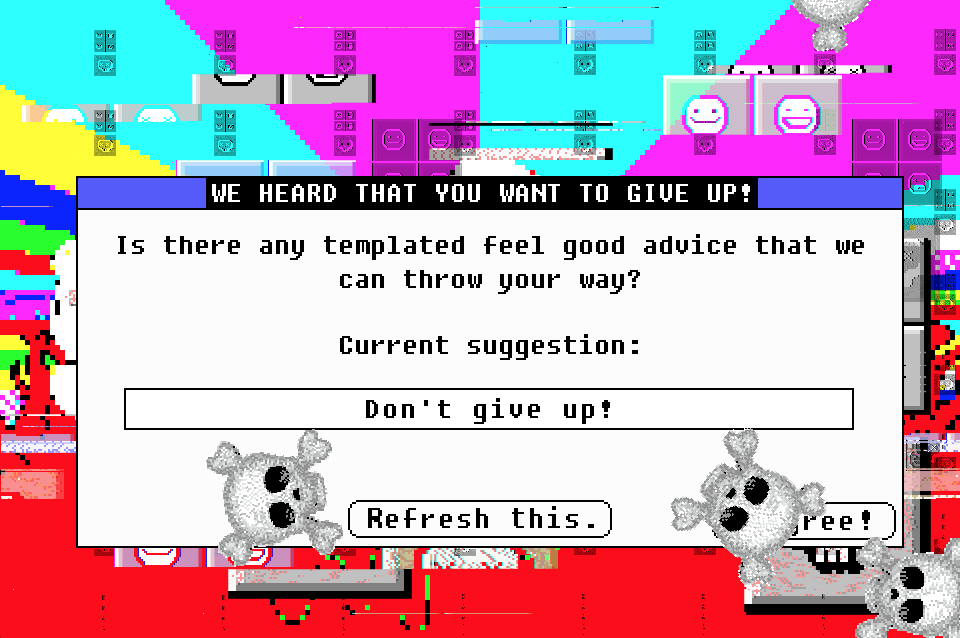 WE HEARD THAT YOU WANT TO GIVE UP!
Is there any templated feel good advice that we
can throw your way?
Current suggestion:
Don't give up!
Refresh this.